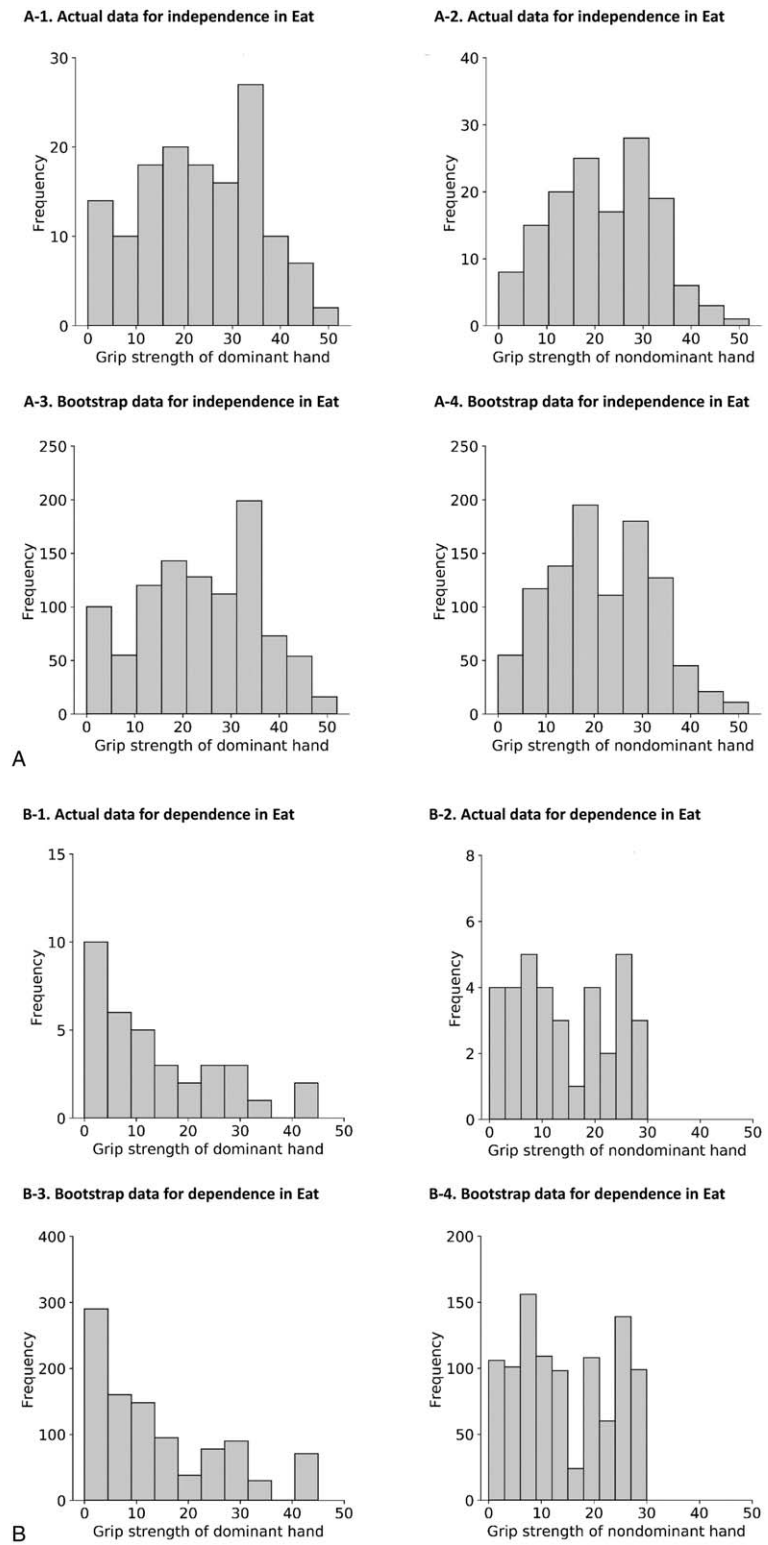 A-1. Actual data for independence in Eat
A-2. Actual data for independence in Eat
30
20
10
0
Frequency
0 10 20 30 40 50
Grip strength of dominant hand
40
30
20
10
0
Frequency
0 10 20 30 40 50
Grip strength of nondominant hand
A-3. Bootstrap data for independence in Eat
A-4. Bootstrap data for independence in Eat
250
200
150
100
50
0
Frequency
0 10 20 30 40 50
Grip strength of dominant hand
250
200
150
100
50
0
Frequency
0 10 20 30 40 50
Grip strength of nondominant hand
A
B-1. Actual data for dependence in Eat
B-2. Actual data for dependence in Eat
15
10
5
0
Frequency
0 10 20 30 40 50
Grip strength of dominant hand
8
6
4
2
0
Frequency
0 10 20 30 40 50
Grip strength of nondominant hand
B-3. Bootstrap data for dependence in Eat
B-4. Bootstrap data for dependence in Eat
400
300
200
100
0
Frequency
0 10 20 30 40 50
Grip strength of dominant hand
200
150
100
50
0
Frequency
0 10 20 30 40 50
Grip strength of nondominant hand
B